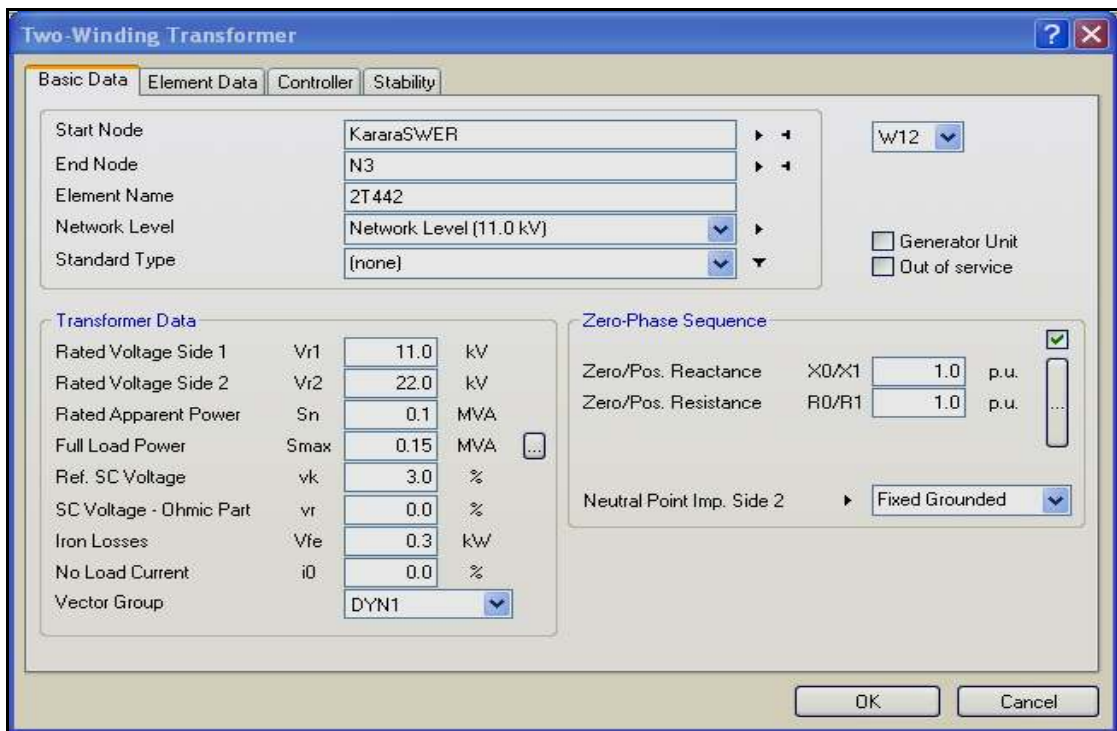 Two-Winding Transformer
Basic Data Element Data Controller Stability
Start Node KararaSWER W12
End Node N3
Element Name 2T442
Network Level Network Level (11.0 kV) Generator Unit
Standard Type (none) Out of service
Transformer Data
Rated Voltage Side 1 Vr1 11.0 kV
Rated Voltage Side 2 Vr2 22.0 kV
Rated Apparent Power Sn 0.1 MVA
Full Load Power Smax 0.15 MVA ...
Ref. SC Voltage vk 3.0 %
SC Voltage - Ohmic Part vr 0.0 %
Iron Losses Vfe 0.3 kW
No Load Current i0 0.0 %
Vector Group DYN1
Zero-Phase Sequence
Zero/Pos. Reactance X0/X1 1.0 p.u.
Zero/Pos. Resistance R0/R1 1.0 p.u. ...
Neutral Point Imp. Side 2 Fixed Grounded
OK Cancel